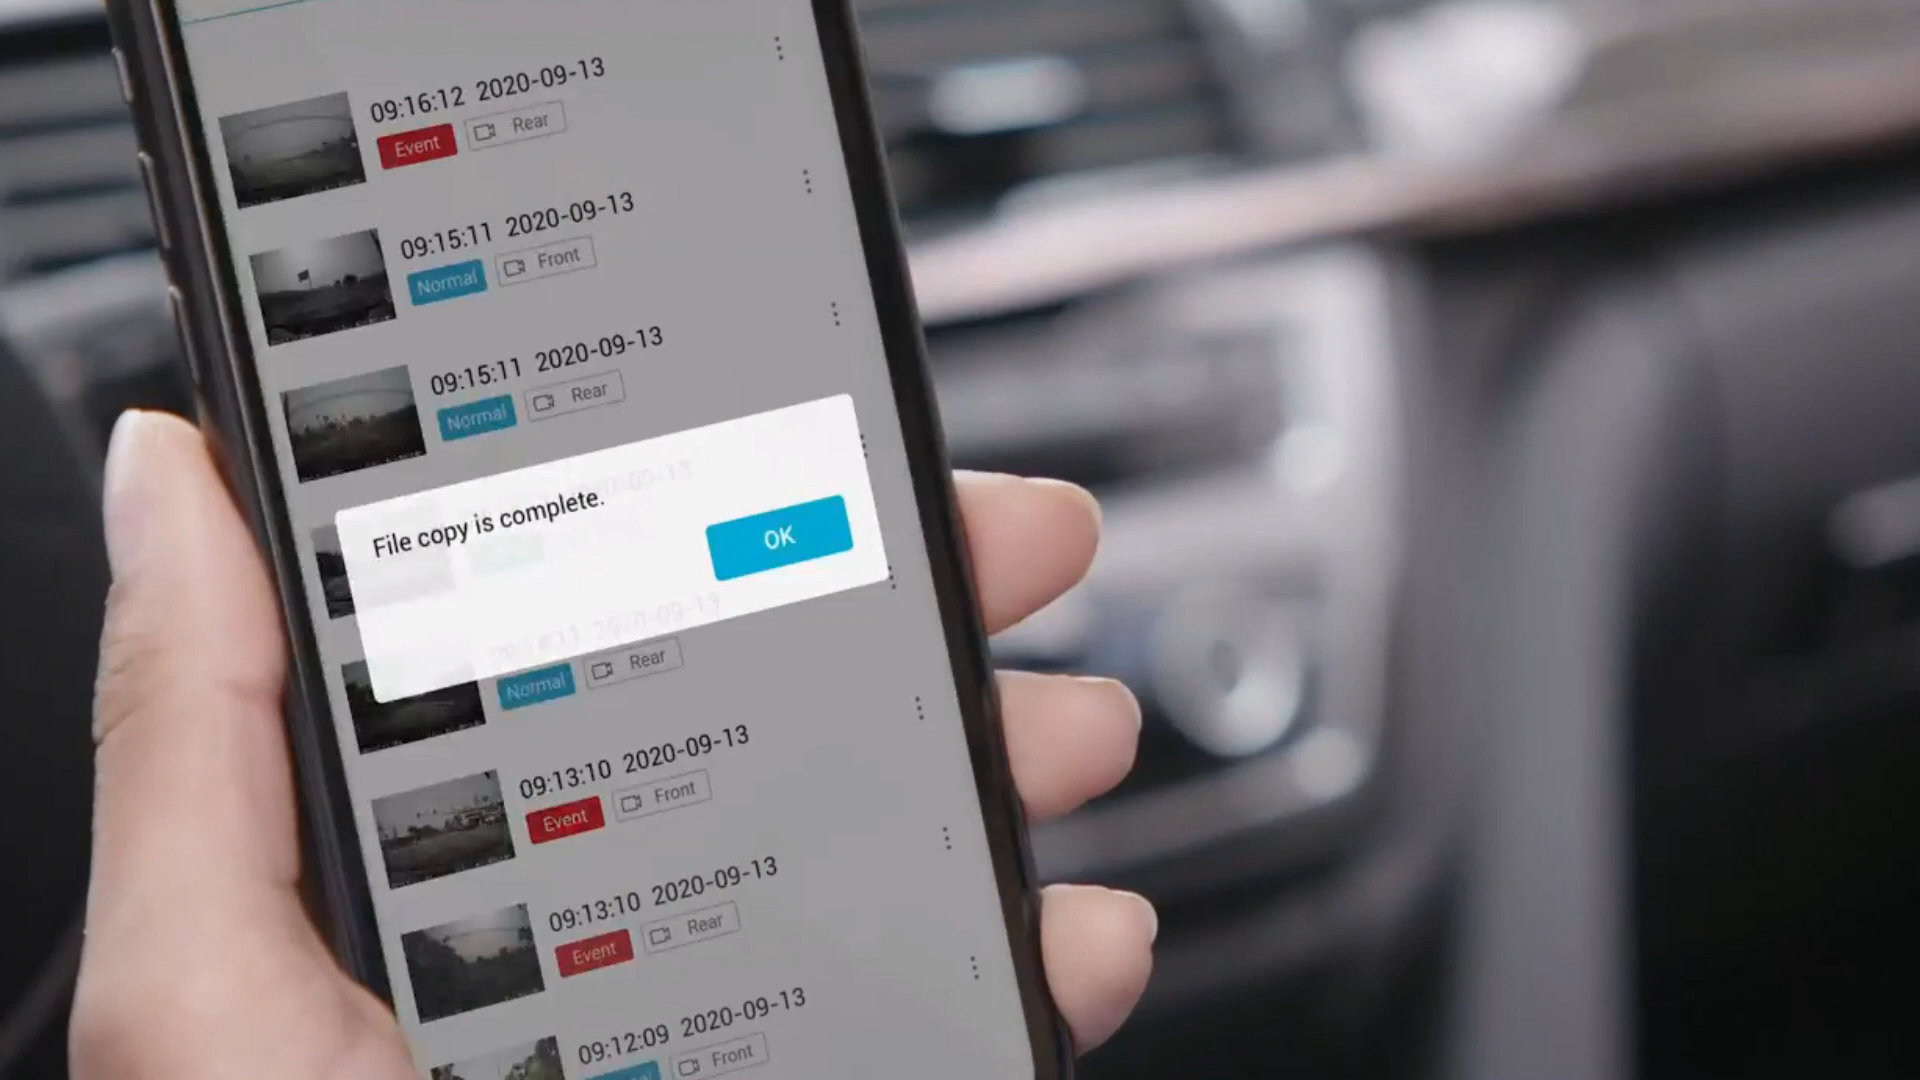 09:16:12 2020-09-13
Event Rear
09:15:11 2020-09-13
Normal Front
09:15:11 2020-09-13
Normal Rear
File copy is complete.
OK
Normal Rear
09:13:10 2020-09-13
Event Front
09:13:10 2020-09-13
Event Rear
09:12:09 2020-09-13
Front